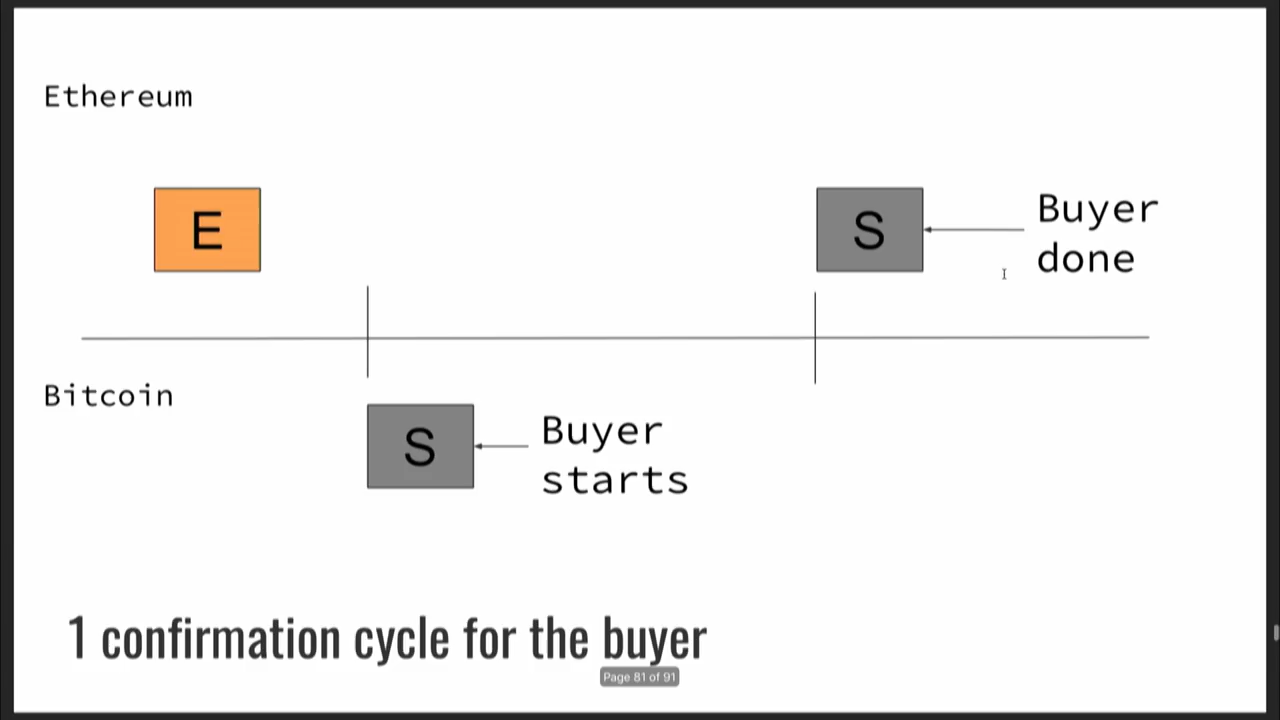 Ethereum
E
S
Buyer
done
Bitcoin
S
Buyer
starts
1 confirmation cycle for the buyer
Page 81 of 91